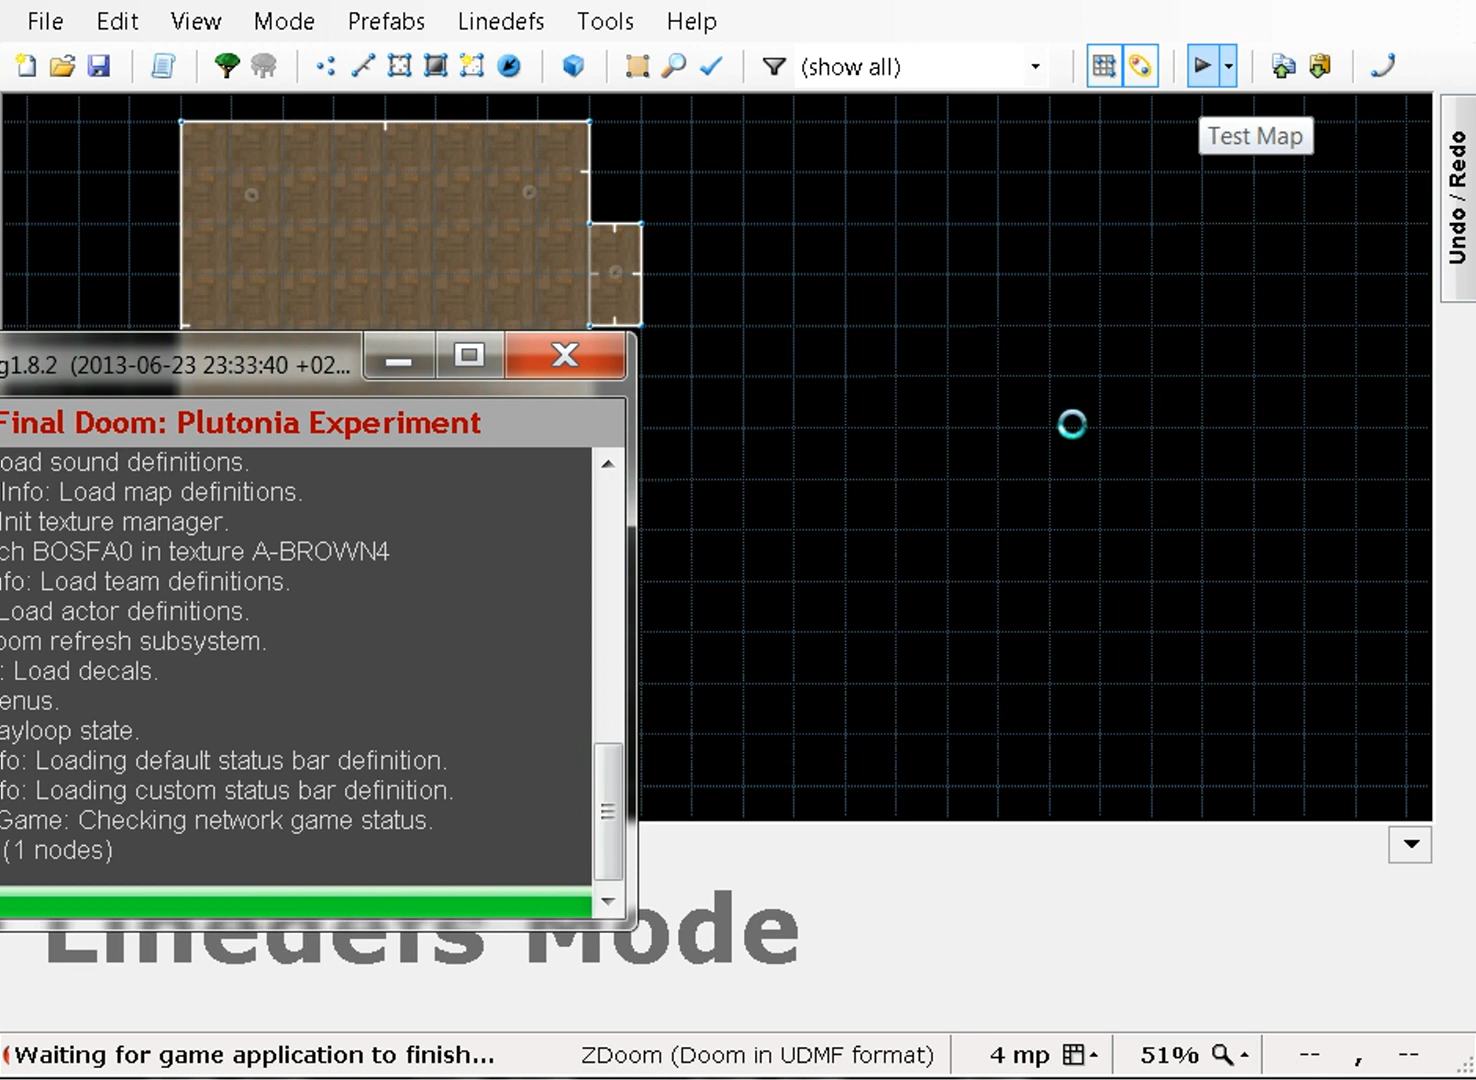 File Edit View Mode Prefabs Linedefs Tools Help
(show all)
Test Map
Undo / Redo
g1.8.2 (2013-06-23 23:33:40 +02...
Final Doom: Plutonia Experiment
oad sound definitions.
Info: Load map definitions.
Init texture manager.
ch BOSFA0 in texture A-BROWN4
nfo: Load team definitions.
Load actor definitions.
oom refresh subsystem.
: Load decals.
enus.
ayloop state.
fo: Loading default status bar definition.
fo: Loading custom status bar definition.
Game: Checking network game status.
(1 nodes)
Linedefs Mode
Waiting for game application to finish...
ZDoom (Doom in UDMF format)
4 mp
51%
-- , --